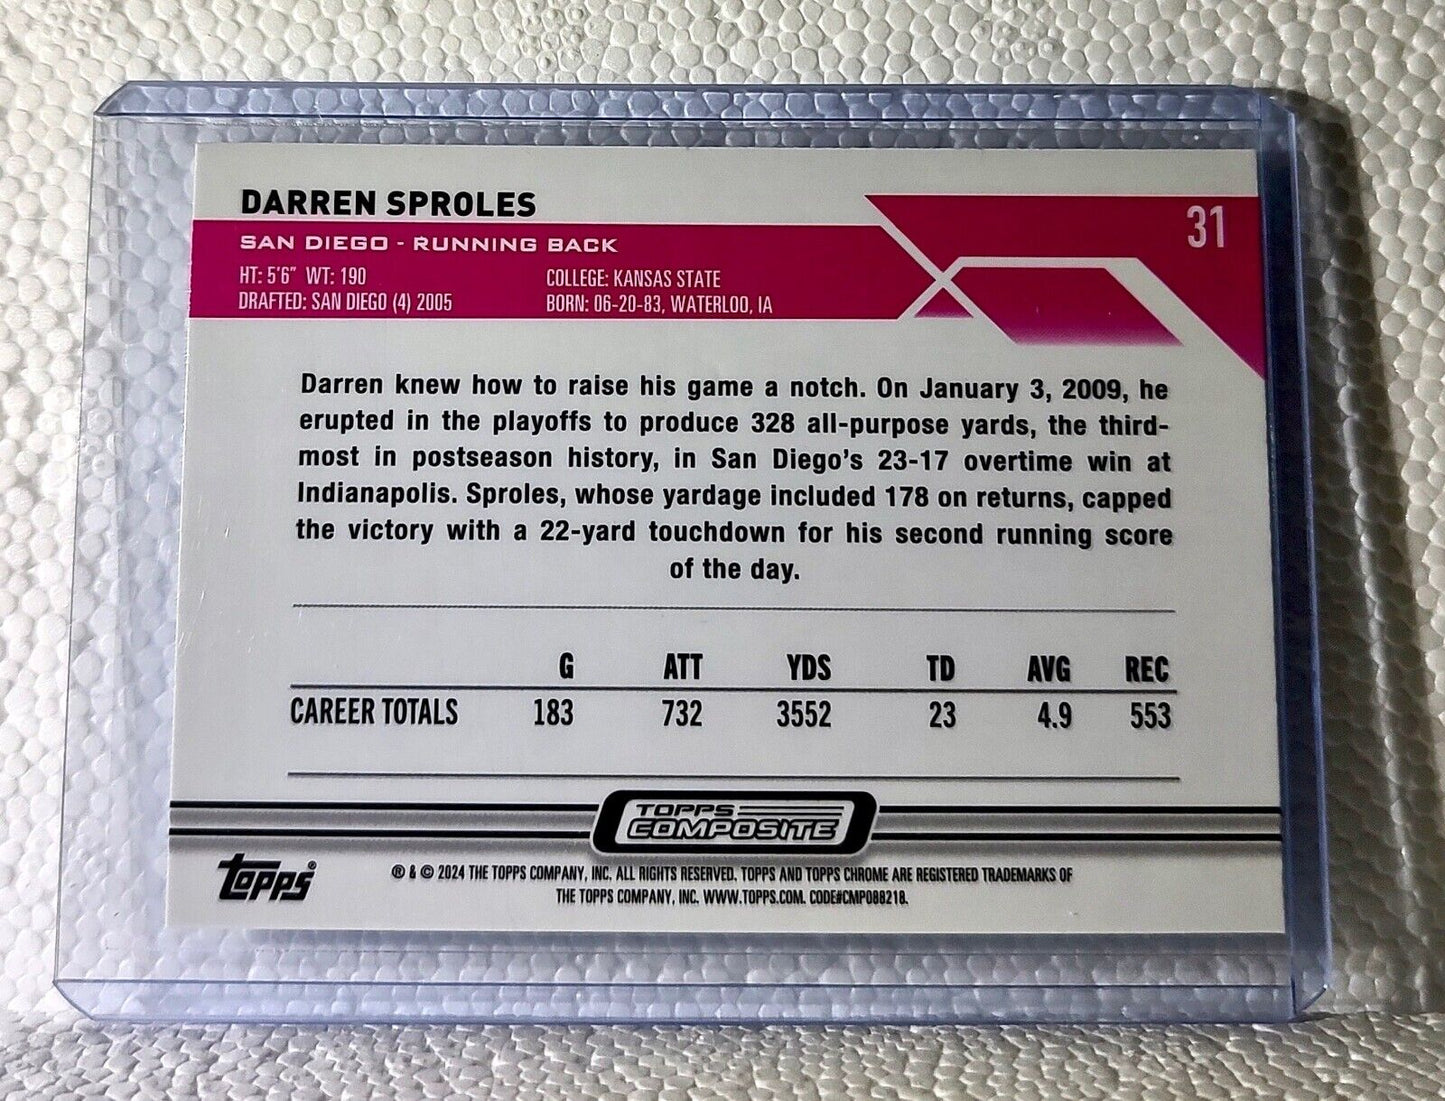 DARREN SPROLES
31
SAN DIEGO - RUNNING BACK
HT: 5'6" WT: 190 COLLEGE: KANSAS STATE
DRAFTED: SAN DIEGO (4) 2005 BORN: 06-20-83, WATERLOO, IA
Darren knew how to raise his game a notch. On January 3, 2009, he
erupted in the playoffs to produce 328 all-purpose yards, the third-
most in postseason history, in San Diego's 23-17 overtime win at
Indianapolis. Sproles, whose yardage included 178 on returns, capped
the victory with a 22-yard touchdown for his second running score
of the day.
G ATT YDS TD AVG REC
CAREER TOTALS 183 732 3552 23 4.9 553
TOPPS
COMPOSITE
topps®
® & © 2024 THE TOPPS COMPANY, INC. ALL RIGHTS RESERVED. TOPPS AND TOPPS CHROME ARE REGISTERED TRADEMARKS OF
THE TOPPS COMPANY, INC. WWW.TOPPS.COM. CODE#CMP088218.